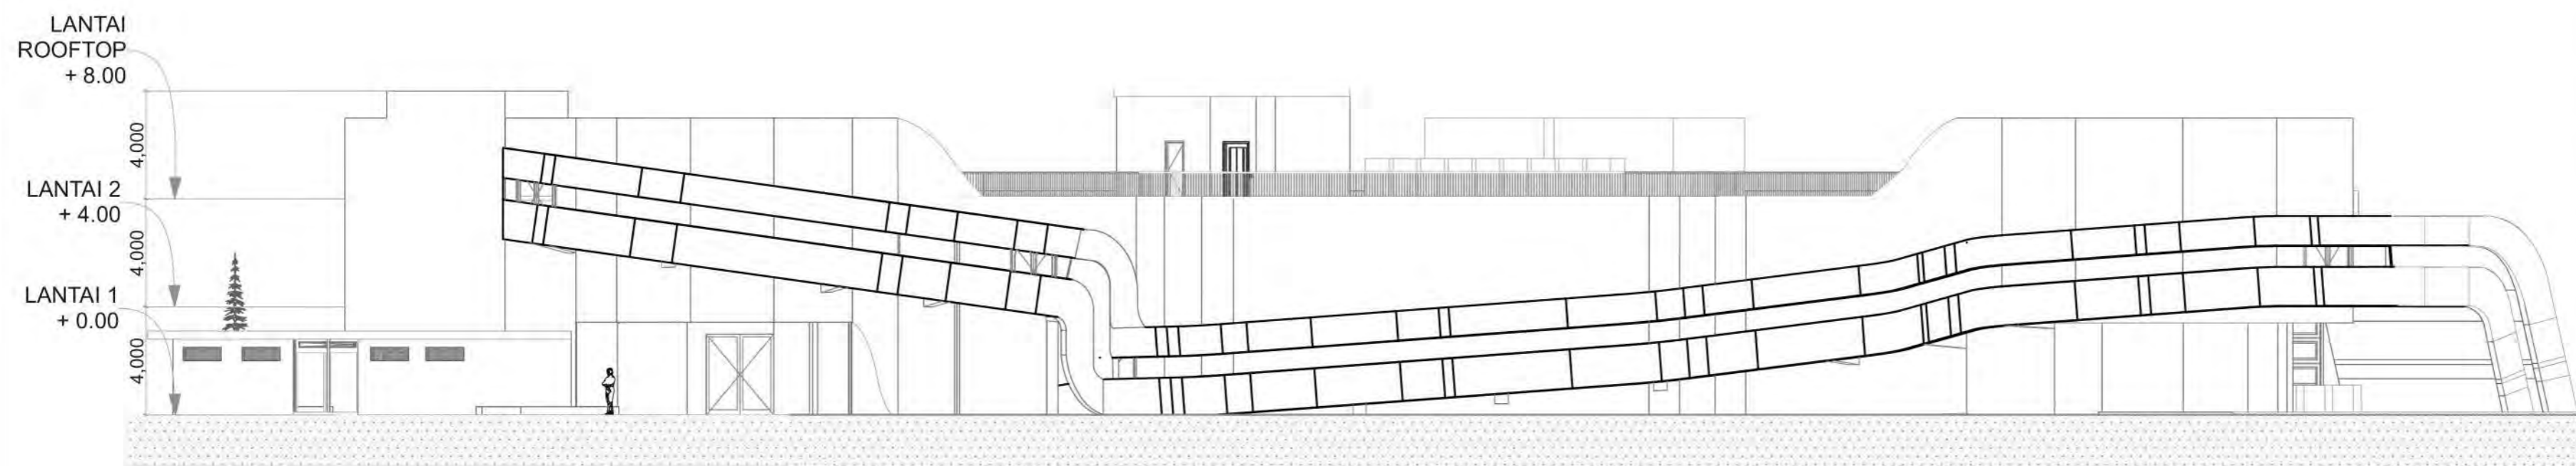 LANTAI
ROOFTOP
+ 8.00
4,000
LANTAI 2
+ 4.00
4,000
LANTAI 1
+ 0.00
4,000